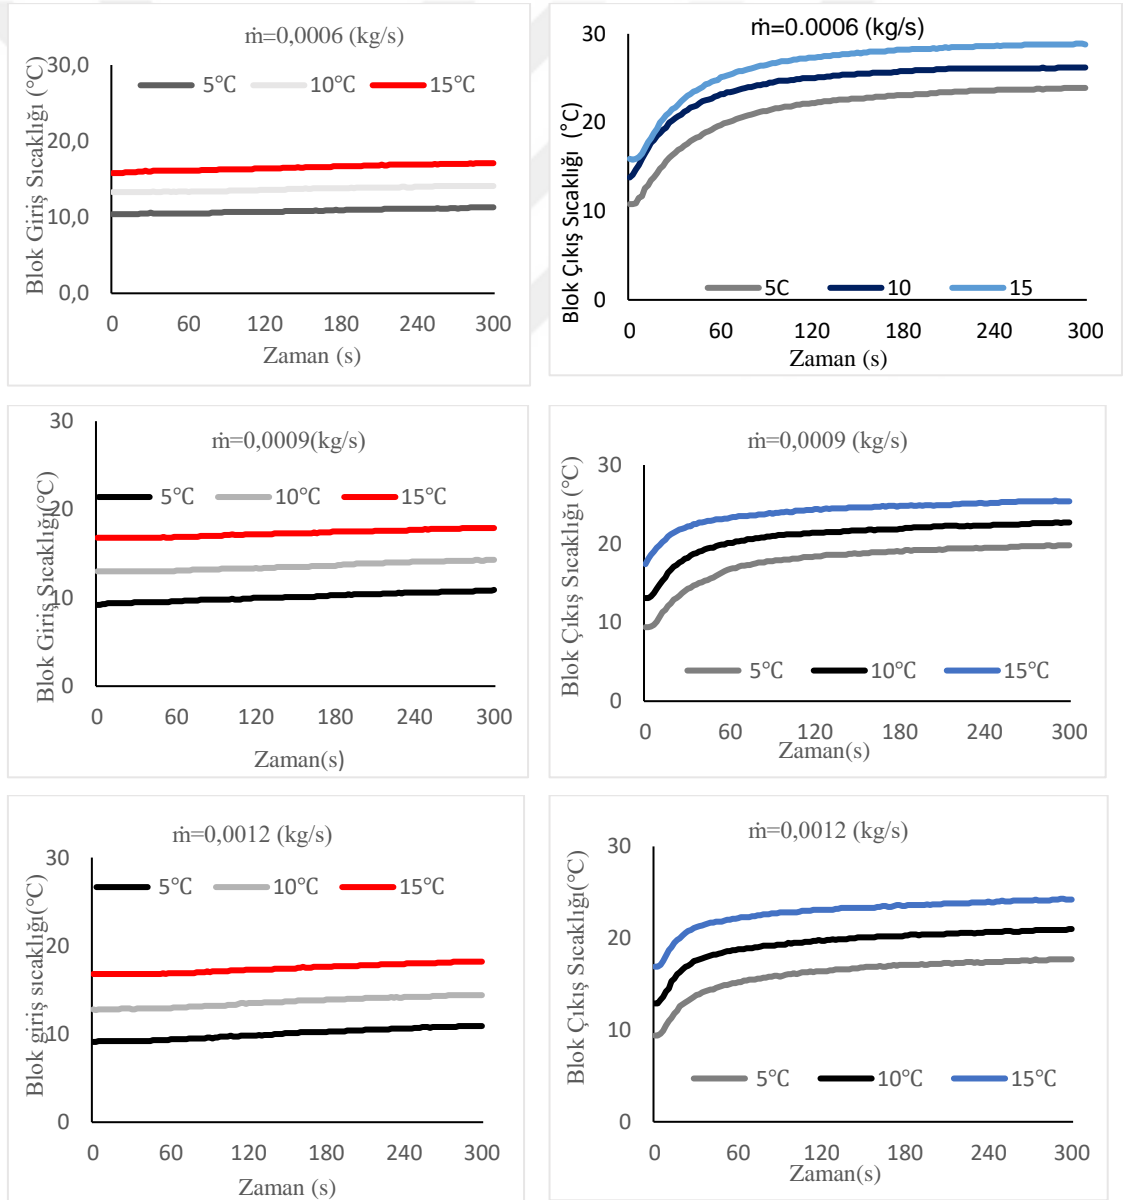 ṁ=0,0006 (kg/s)
Blok Giriş Sıcaklığı (°C)
30,0
20,0
10,0
0,0
5°C 10°C 15°C
0 60 120 180 240 300
Zaman (s)
ṁ=0.0006 (kg/s)
Blok Çıkış Sıcaklığı (°C)
30
20
10
0
5C 10 15
0 60 120 180 240 300
Zaman (s)
ṁ=0,0009(kg/s)
Blok Giriş Sıcaklığı(°C)
30
20
10
0
5°C 10°C 15°C
0 60 120 180 240 300
Zaman(s)
ṁ=0,0009 (kg/s)
Blok Çıkış Sıcaklığı (°C)
30
20
10
0
5°C 10°C 15°C
0 60 120 180 240 300
Zaman(s)
ṁ=0,0012 (kg/s)
Blok giriş sıcaklığı(°C)
30
20
10
0
5°C 10°C 15°C
0 60 120 180 240 300
Zaman (s)
ṁ=0,0012 (kg/s)
Blok Çıkış Sıcaklığı(°C)
30
20
10
0
5°C 10°C 15°C
0 60 120 180 240 300
Zaman(s)